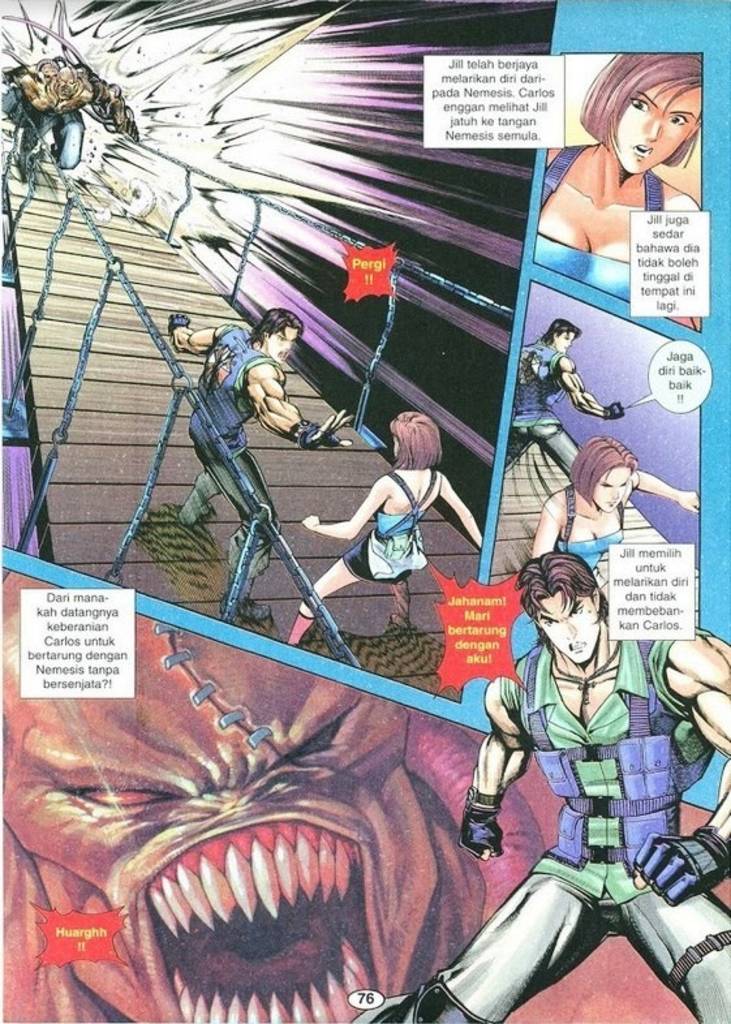 Jill telah berjaya
melarikan diri dari-
pada Nemesis. Carlos
enggan melihat Jill
jatuh ke tangan
Nemesis semula.
Jill juga
sedar
bahawa dia
tidak boleh
tinggal di
tempat ini
lagi.
Pergi
!!
Jaga
diri baik-
baik
!!
Jill memilih
untuk
melarikan diri
dan tidak
membeban-
kan Carlos.
Dari mana-
kah datangnya
keberanian
Carlos untuk
bertarung dengan
Nemesis tanpa
bersenjata?!
Jahanam!
Mari
bertarung
dengan
aku!
Huarghh
!!
76